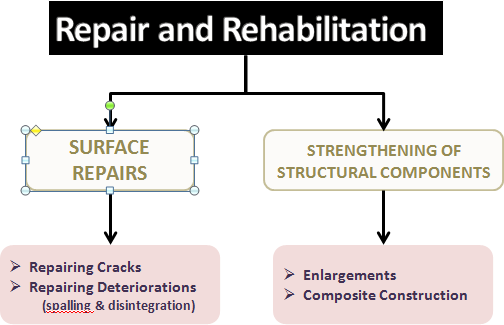 Repair and Rehabilitation
SURFACE
REPAIRS
STRENGTHENING OF
STRUCTURAL COMPONENTS
➢ Repairing Cracks
➢ Repairing Deteriorations
(spalling & disintegration)
➢ Enlargements
➢ Composite Construction